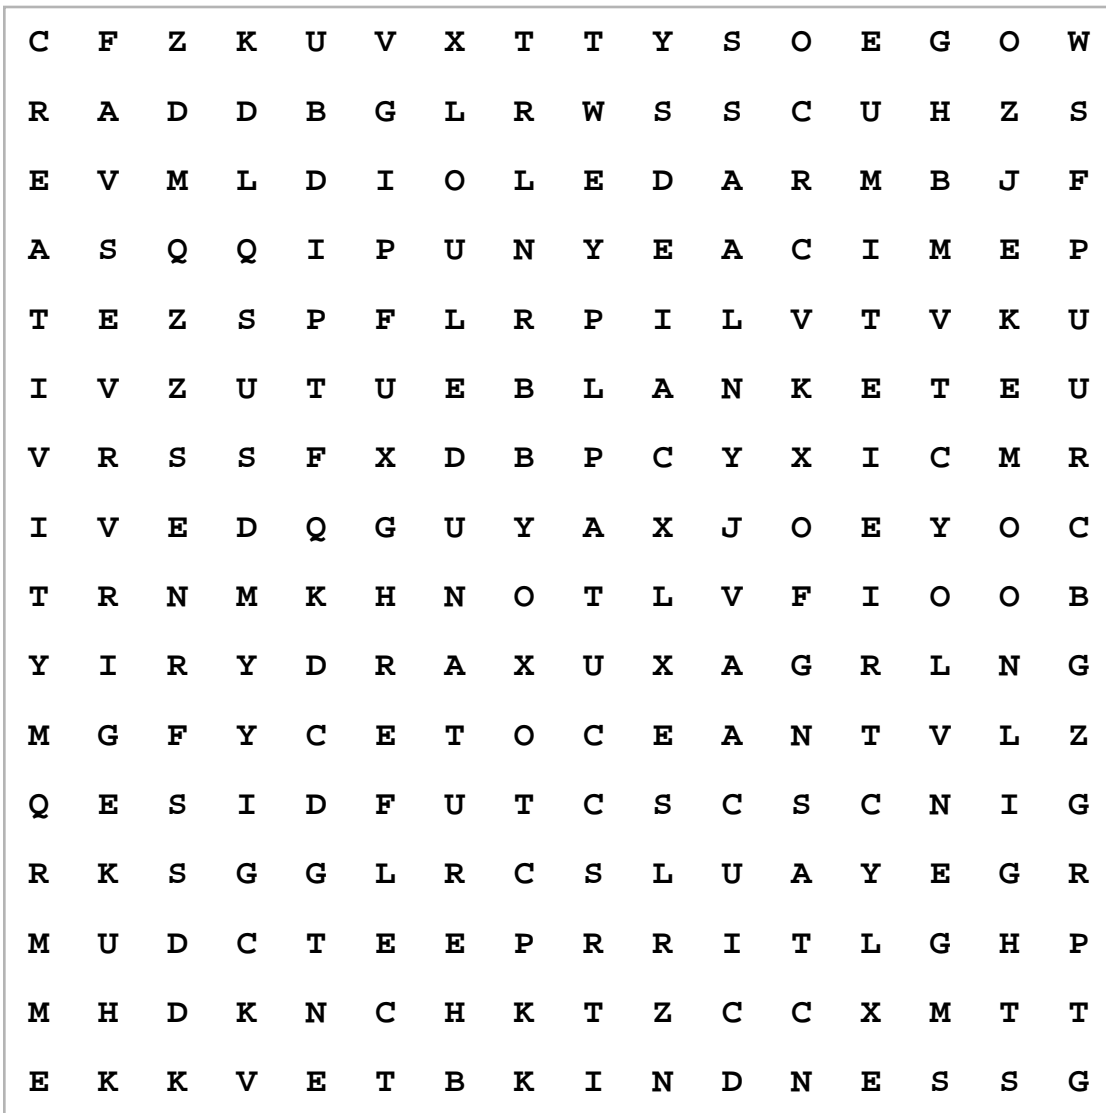 C F Z K U V X T T Y S O E G O W
R A D D B G L R W S S C U H Z S
E V M L D I O L E D A R M B J F
A S Q Q I P U N Y E A C I M E P
T E Z S P F L R P I L V T V K U
I V Z U T U E B L A N K E T E U
V R S S F X D B P C Y X I C M R
I V E D Q G U Y A X J O E Y O C
T R N M K H N O T L V F I O O B
Y I R Y D R A X U X A G R L N G
M G F Y C E T O C E A N T V L Z
Q E S I D F U T C S C S C N I G
R K S G G L R C S L U A Y E G R
M U D C T E E P R R I T L G H P
M H D K N C H K T Z C C X M T T
E K K V E T B K I N D N E S S G